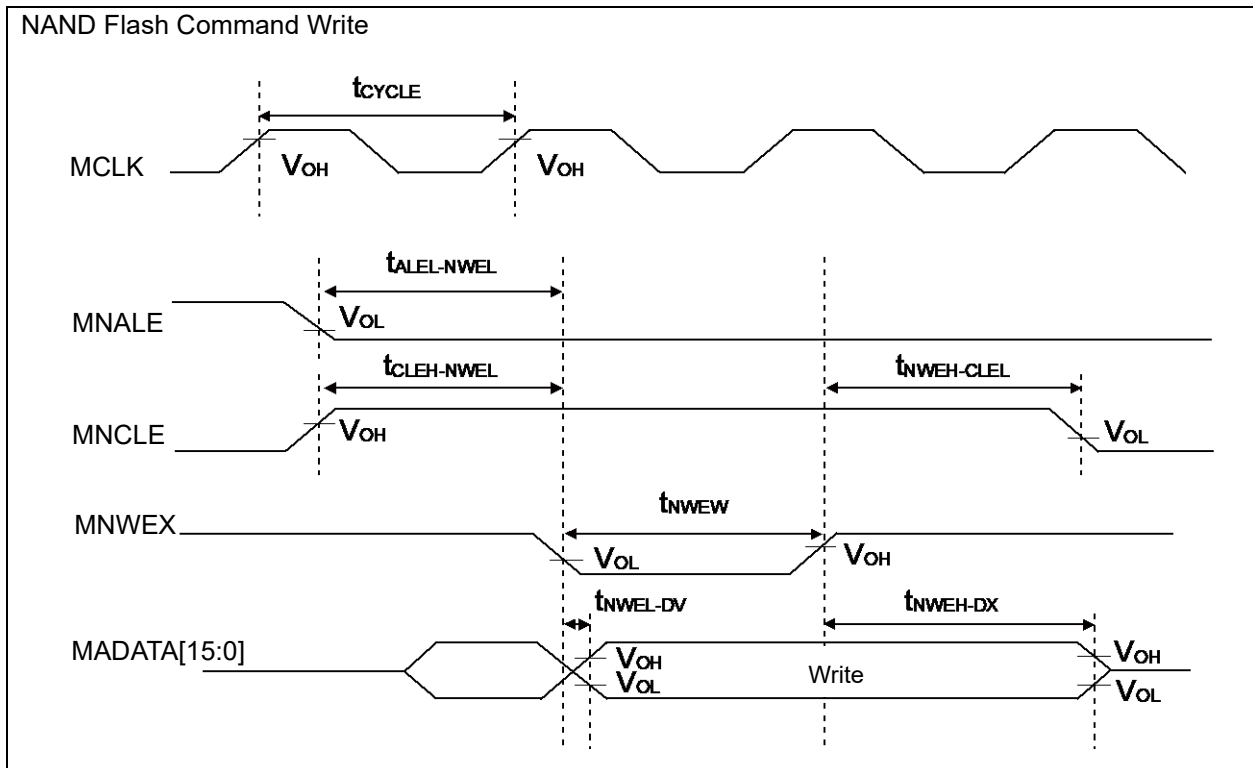 NAND Flash Command Write
tCYCLE
MCLK
VOH
VOH
tALEL-NWEL
MNALE
VOL
tCLEH-NWEL
tNWEH-CLEL
MNCLE
VOH
VOL
tNWEW
MNWEX
VOL
VOH
tNWEL-DV
tNWEH-DX
MADATA[15:0]
VOH
VOL
Write
VOH
VOL